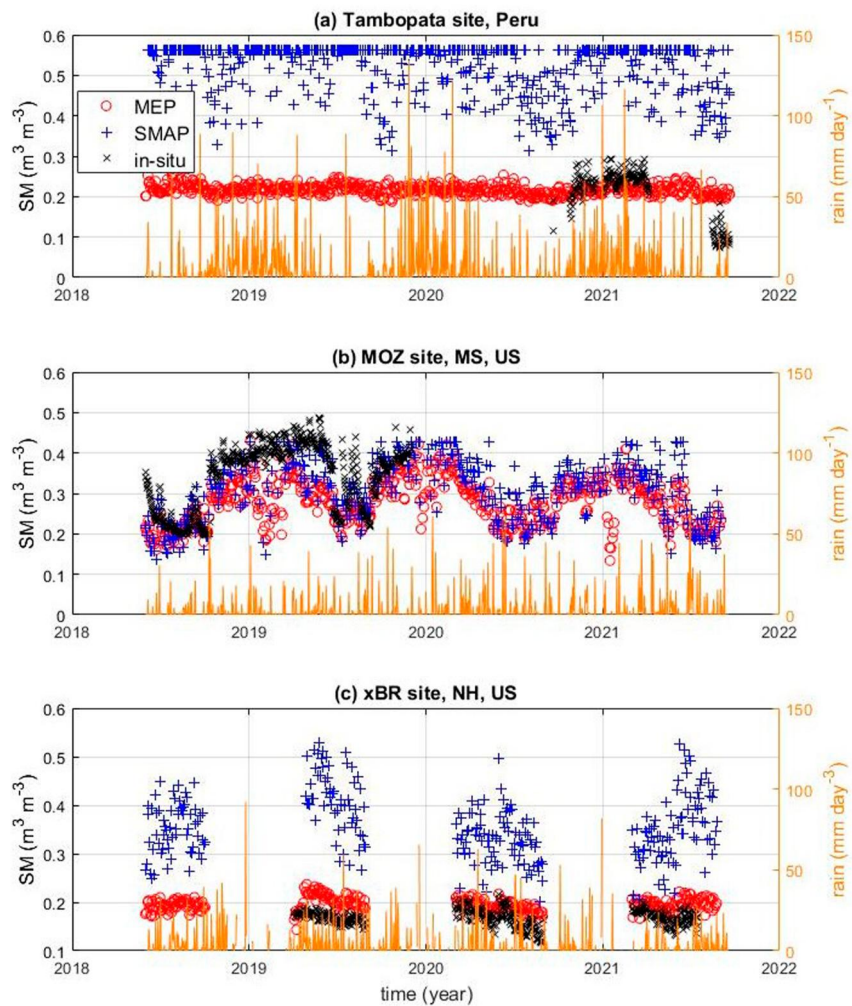 (a) Tambopata site, Peru
0.6
0.5
0.4
0.3
0.2
0.1
0
SM (m³ m⁻³)
MEP
SMAP
in-situ
150
100
50
0
rain (mm day⁻¹)
2018 2019 2020 2021 2022
(b) MOZ site, MS, US
0.6
0.5
0.4
0.3
0.2
0.1
0
SM (m³ m⁻³)
150
100
50
0
rain (mm day⁻¹)
2018 2019 2020 2021 2022
(c) xBR site, NH, US
0.6
0.5
0.4
0.3
0.2
0.1
SM (m³ m⁻³)
150
100
50
0
rain (mm day⁻³)
2018 2019 2020 2021 2022
time (year)